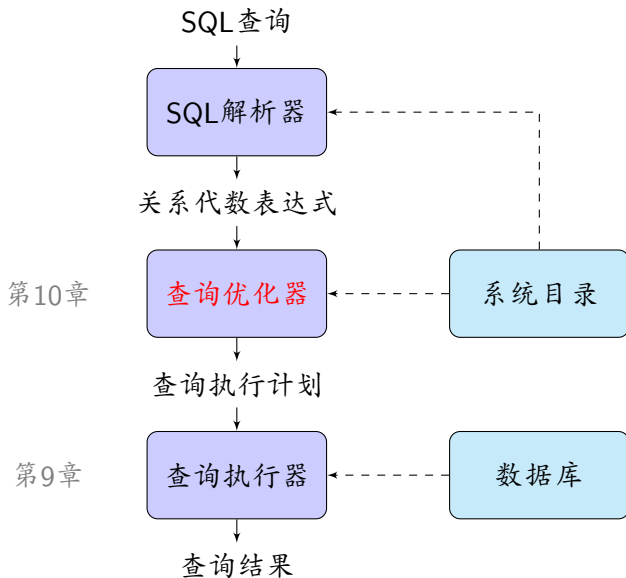 SQL查询
SQL解析器
关系代数表达式
第10章
查询优化器
系统目录
查询执行计划
第9章
查询执行器
数据库
查询结果